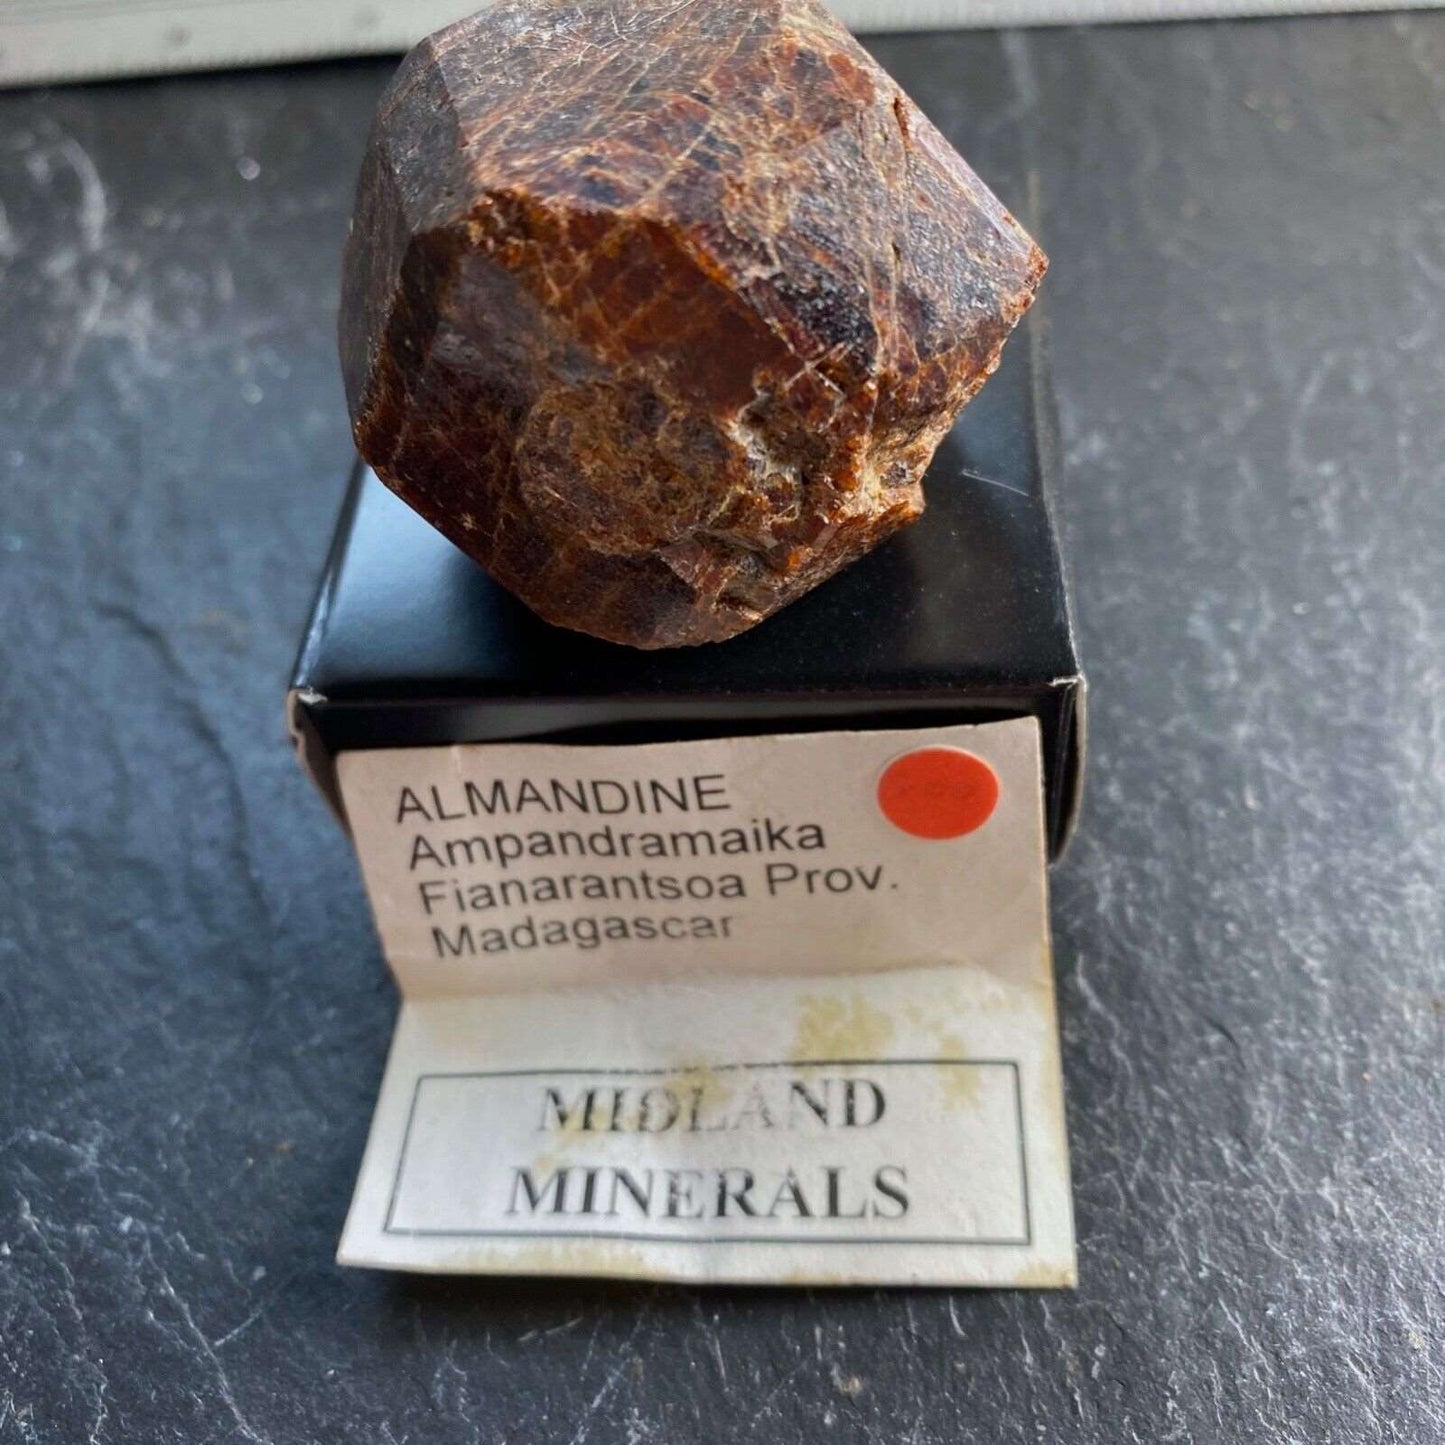 ALMANDINE
Ampandramaika
Fianarantsoa Prov.
Madagascar
MIDLAND
MINERALS